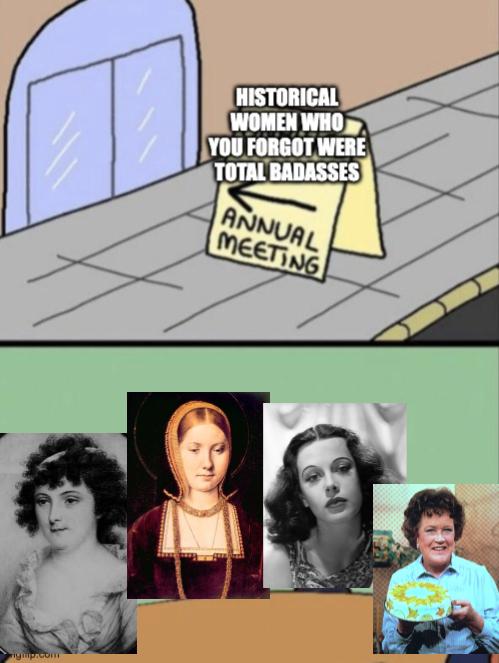 HISTORICAL
WOMEN WHO
YOU FORGOT WERE
TOTAL BADASSES
ANNUAL
MEETING
imgflip.com